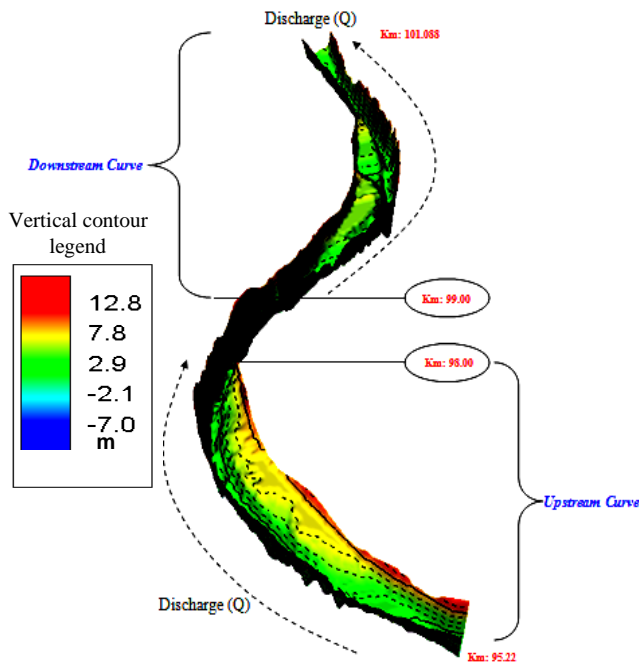 Discharge (Q)
Km: 101.088
Downstream Curve
Vertical contour
legend
12.8
7.8
2.9
-2.1
-7.0
m
Km: 99.00
Km: 98.00
Upstream Curve
Discharge (Q)
Km: 95.22